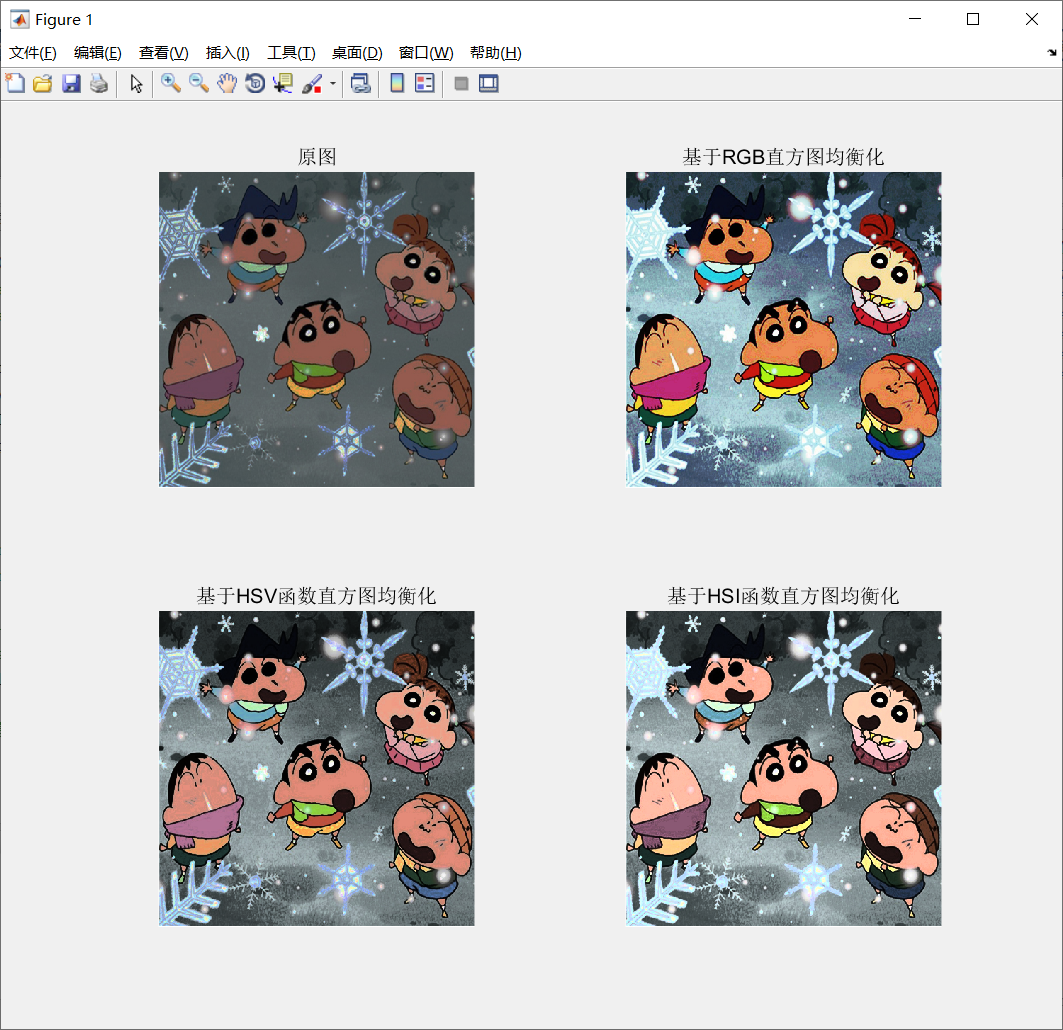 Figure 1
文件(F) 编辑(E) 查看(V) 插入(I) 工具(T) 桌面(D) 窗口(W) 帮助(H)
原图
基于RGB直方图均衡化
基于HSV函数直方图均衡化
基于HSI函数直方图均衡化